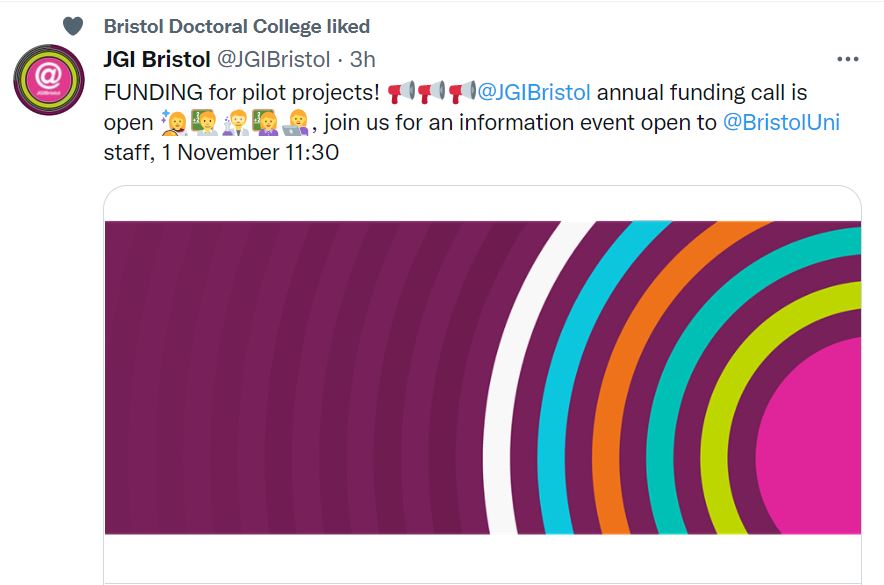 Bristol Doctoral College liked
JGI Bristol @JGIBristol · 3h
FUNDING for pilot projects! 📢📢📢@JGIBristol annual funding call is
open 👩‍🎤👨‍🏫👨‍🔬👩‍🏫👩‍💻, join us for an information event open to @BristolUni
staff, 1 November 11:30
@